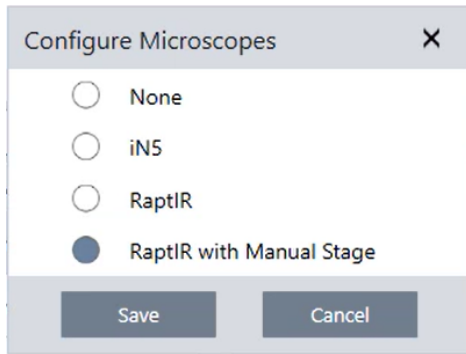 Configure Microscopes
None
iN5
RaptIR
RaptIR with Manual Stage
Save Cancel